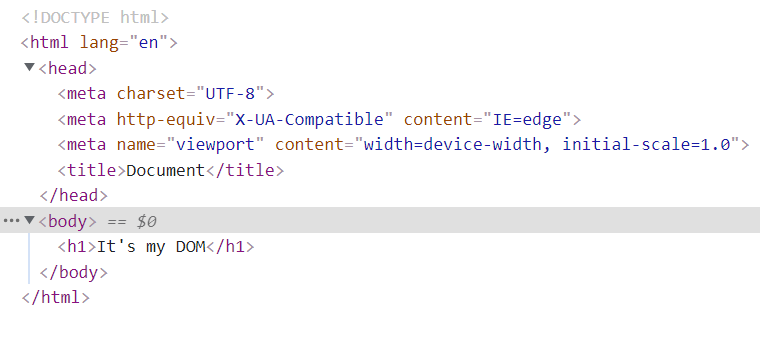 <!DOCTYPE html>
<html lang="en">
▼<head>
<meta charset="UTF-8">
<meta http-equiv="X-UA-Compatible" content="IE=edge">
<meta name="viewport" content="width=device-width, initial-scale=1.0">
<title>Document</title>
</head>
…▼<body> == $0
<h1>It's my DOM</h1>
</body>
</html>